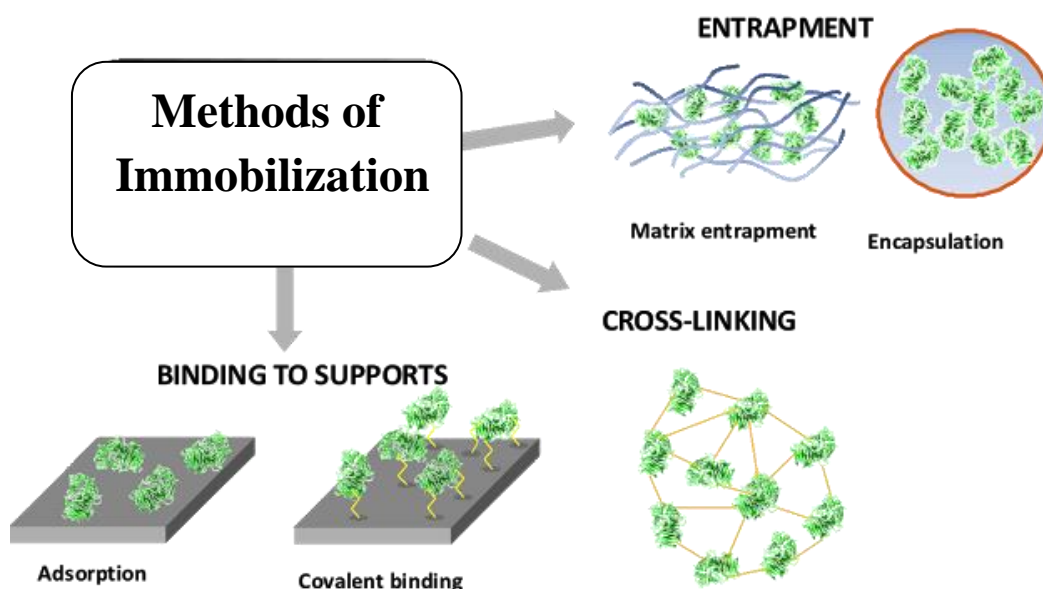 Methods of
Immobilization
ENTRAPMENT
Matrix entrapment
Encapsulation
CROSS-LINKING
BINDING TO SUPPORTS
Adsorption
Covalent binding